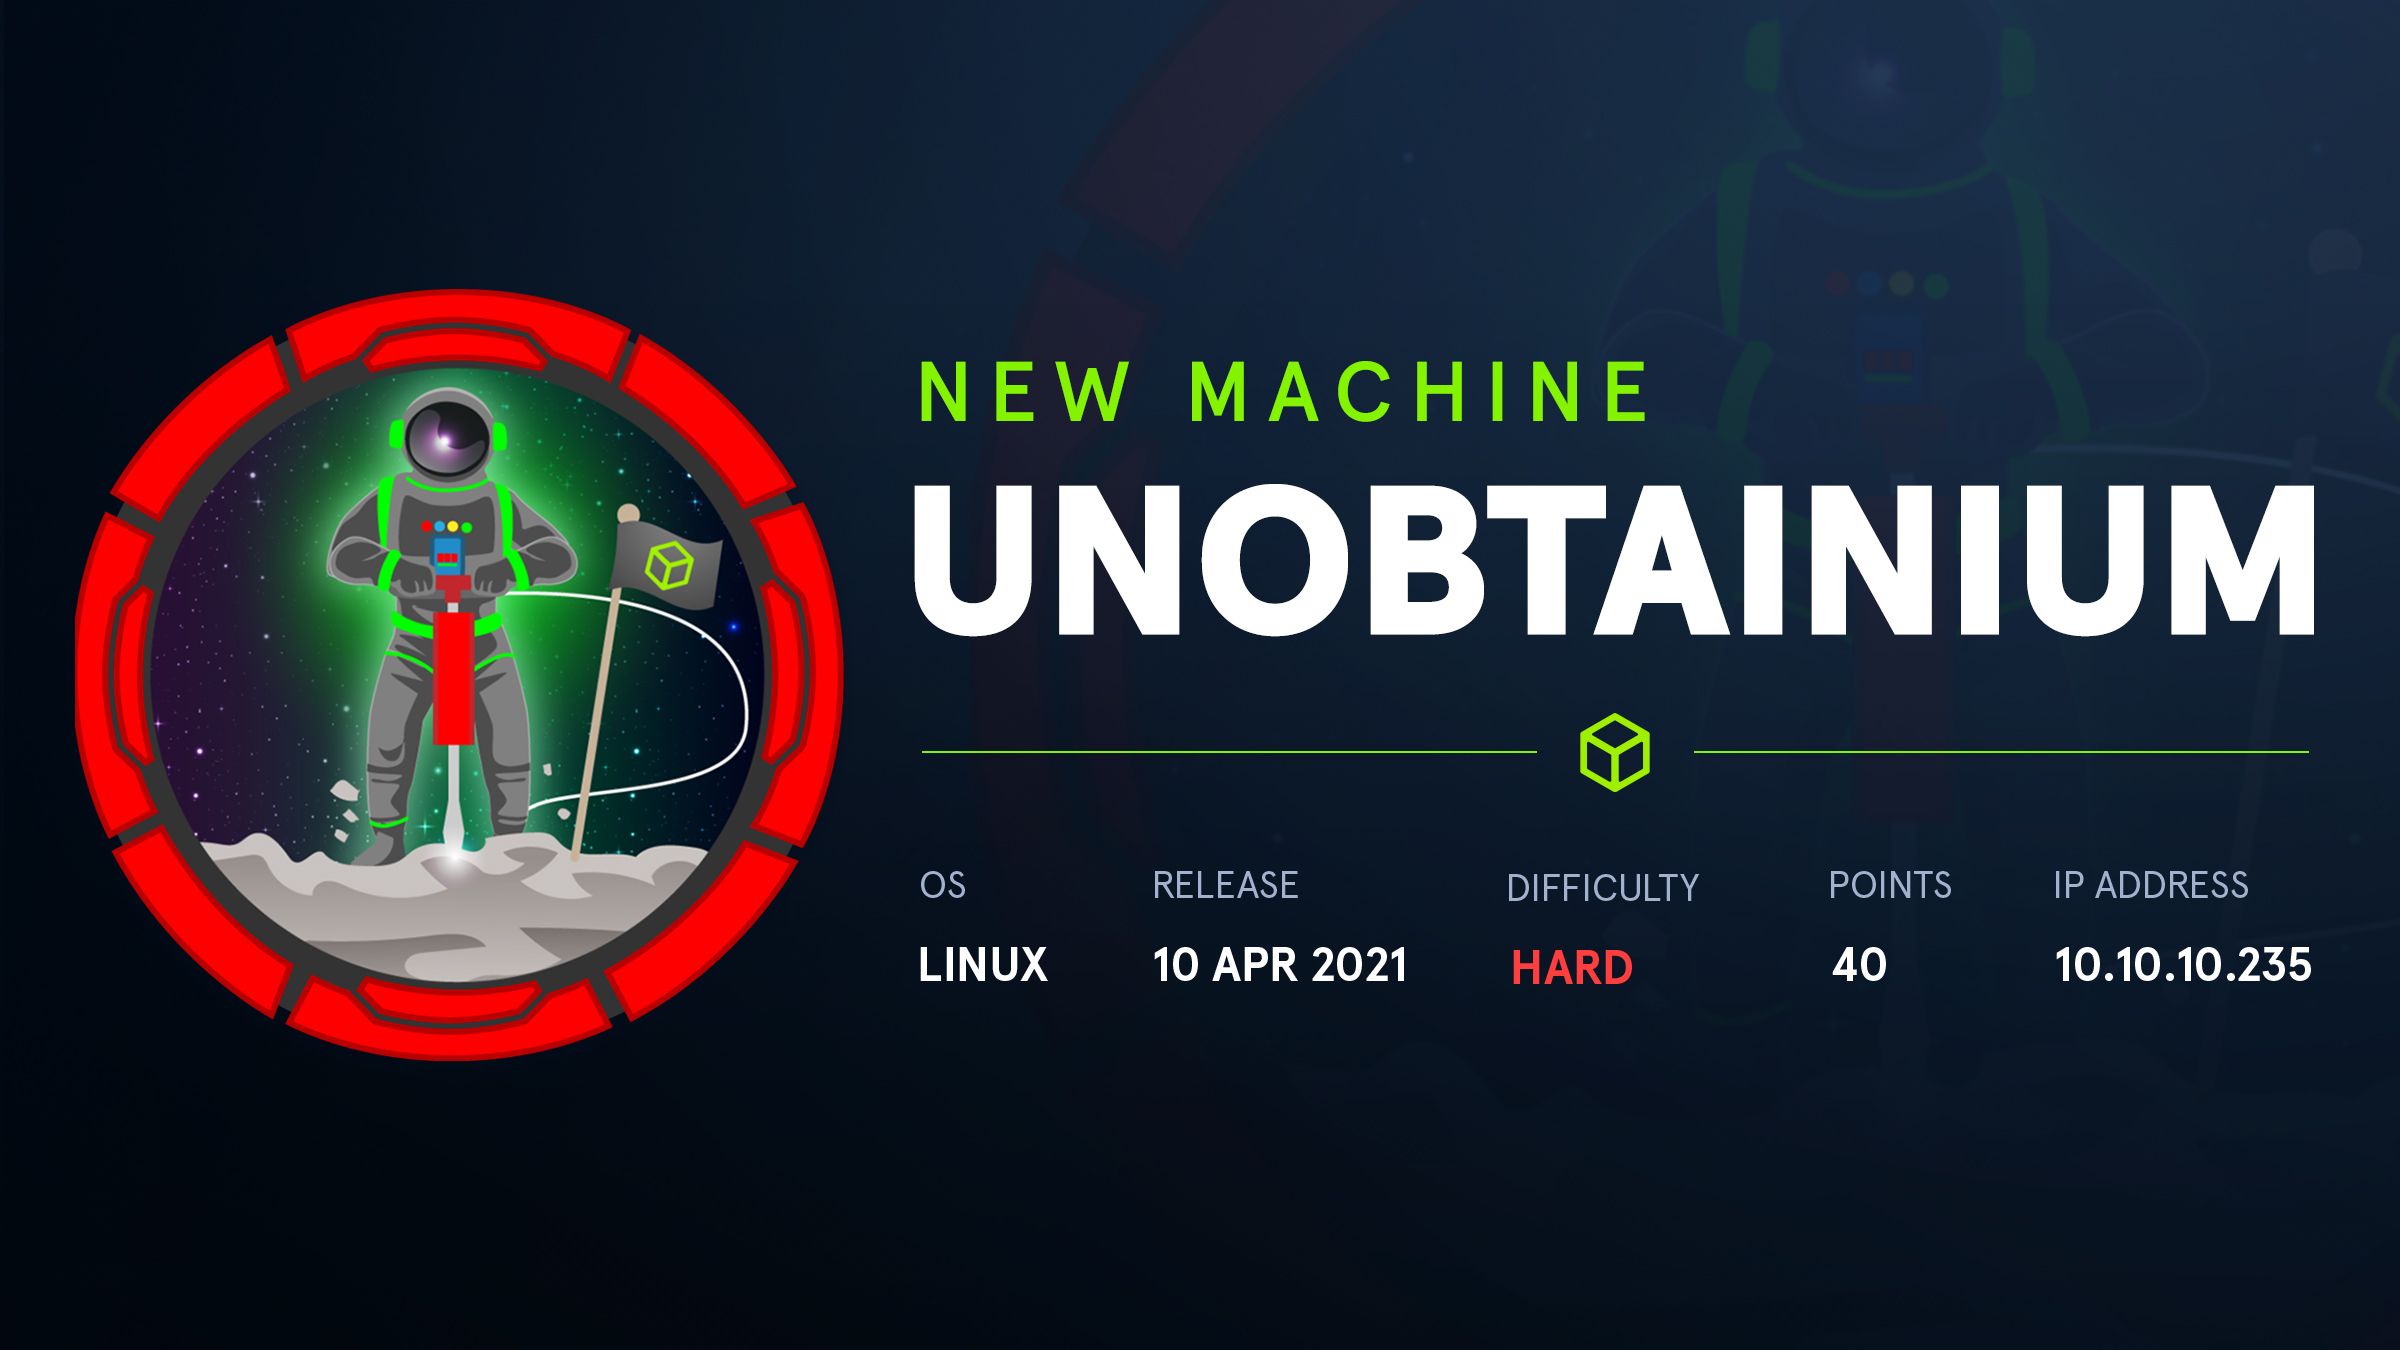 NEW MACHINE
UNOBTAINIUM
OS RELEASE DIFFICULTY POINTS IP ADDRESS
LINUX 10 APR 2021 HARD 40 10.10.10.235